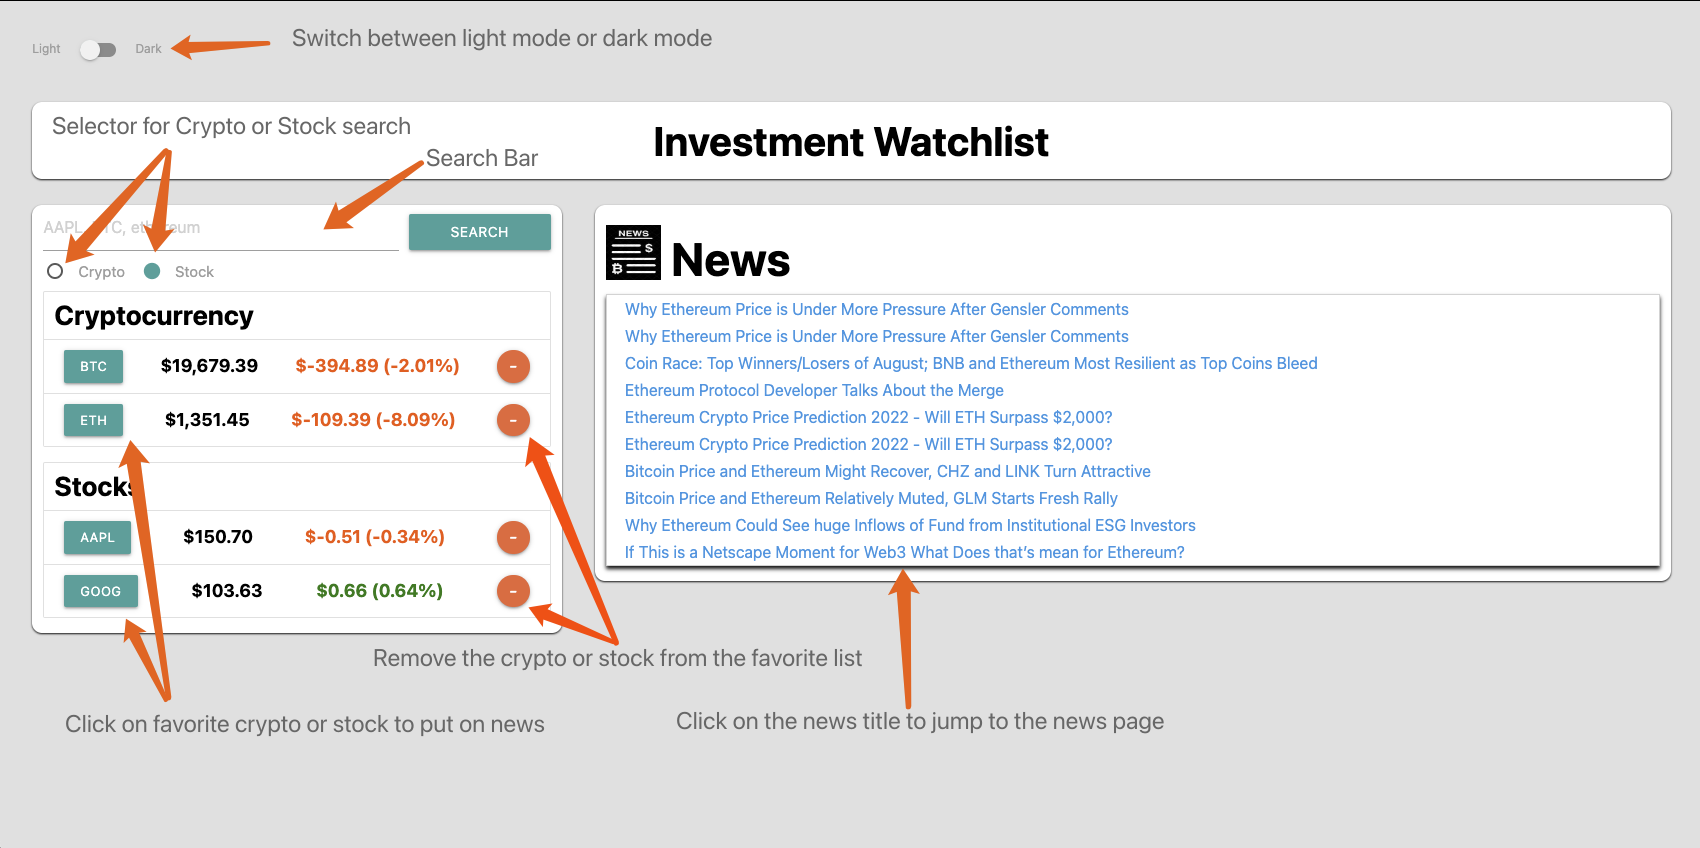 Light
Dark
Switch between light mode or dark mode
Selector for Crypto or Stock search
Investment Watchlist
Search Bar
AAPL, BTC, ethereum
SEARCH
Crypto
Stock
Cryptocurrency
BTC $19,679.39 $-394.89 (-2.01%) -
ETH $1,351.45 $-109.39 (-8.09%) -
Stocks
AAPL $150.70 $-0.51 (-0.34%) -
GOOG $103.63 $0.66 (0.64%) -
NEWS
$
₿
News
Why Ethereum Price is Under More Pressure After Gensler Comments
Why Ethereum Price is Under More Pressure After Gensler Comments
Coin Race: Top Winners/Losers of August; BNB and Ethereum Most Resilient as Top Coins Bleed
Ethereum Protocol Developer Talks About the Merge
Ethereum Crypto Price Prediction 2022 - Will ETH Surpass $2,000?
Ethereum Crypto Price Prediction 2022 - Will ETH Surpass $2,000?
Bitcoin Price and Ethereum Might Recover, CHZ and LINK Turn Attractive
Bitcoin Price and Ethereum Relatively Muted, GLM Starts Fresh Rally
Why Ethereum Could See huge Inflows of Fund from Institutional ESG Investors
If This is a Netscape Moment for Web3 What Does that’s mean for Ethereum?
Remove the crypto or stock from the favorite list
Click on favorite crypto or stock to put on news
Click on the news title to jump to the news page